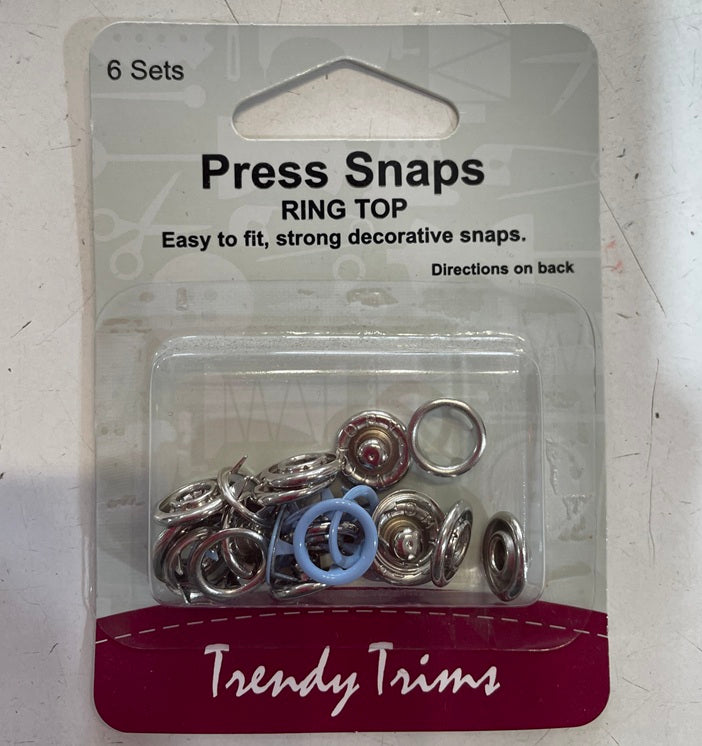 6 Sets
Press Snaps
RING TOP
Easy to fit, strong decorative snaps.
Directions on back
Trendy Trims